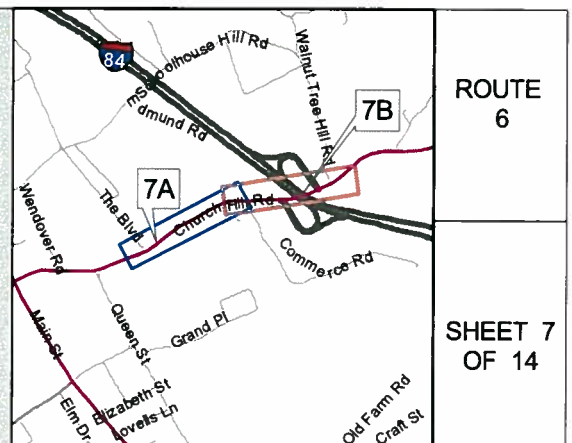 84
mSchoolhouse Hill Rd
dmund Rd
Walnut Tree Hill Rd
7B
7A
Wendover Rd
The Blvd
Church Hill Rd
Commerce Rd
Main St
Queen St
Grand Pl
Elizabeth St
Lovells Ln
Elm Dr
Old Farm Rd
Craft St
ROUTE
6
SHEET 7
OF 14